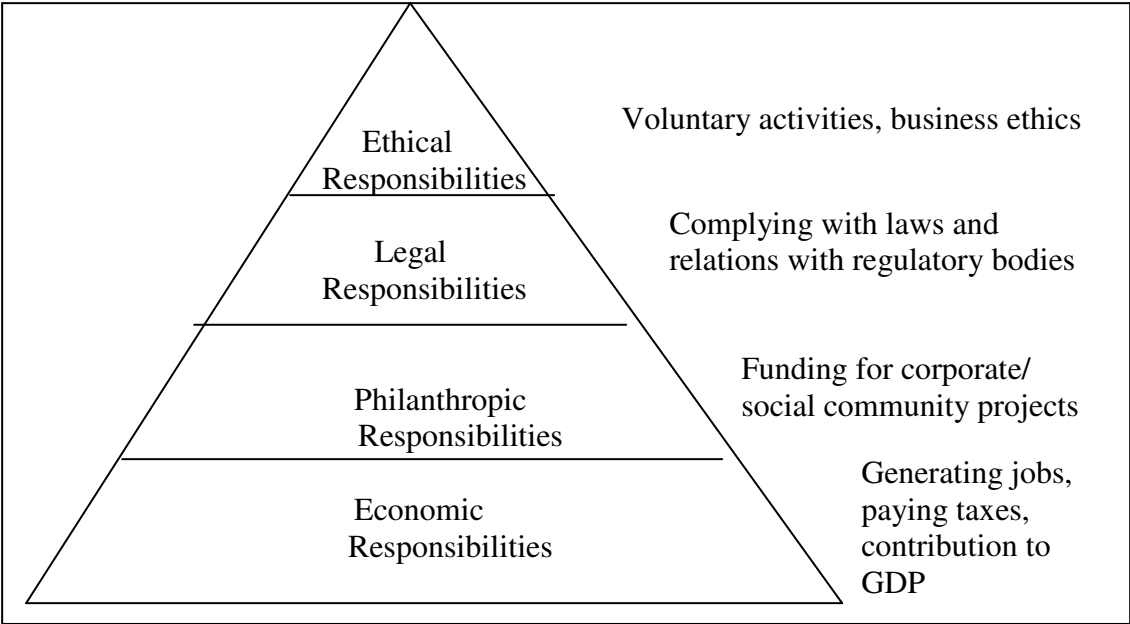 Ethical
Responsibilities
Voluntary activities, business ethics
Legal
Responsibilities
Complying with laws and
relations with regulatory bodies
Philanthropic
Responsibilities
Funding for corporate/
social community projects
Economic
Responsibilities
Generating jobs,
paying taxes,
contribution to
GDP